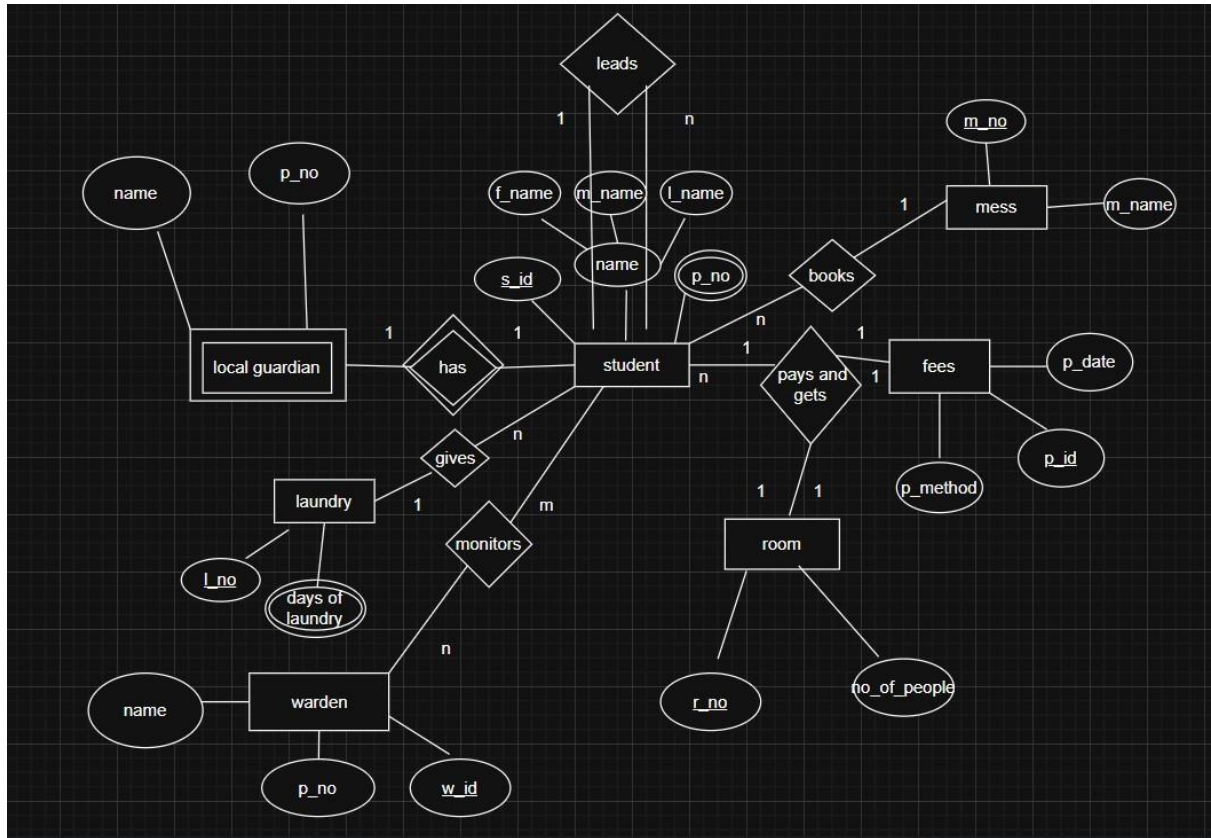 leads
1
n
m_no
p_no
name
f_name
m_name
l_name
1
mess
m_name
name
p_no
s_id
books
n
1
1
1
1
local guardian
has
student
n
pays and
gets
1
fees
p_date
n
gives
p_id
laundry
1
m
1
1
p_method
monitors
room
l_no
days of
laundry
n
name
warden
r_no
no_of_people
p_no
w_id